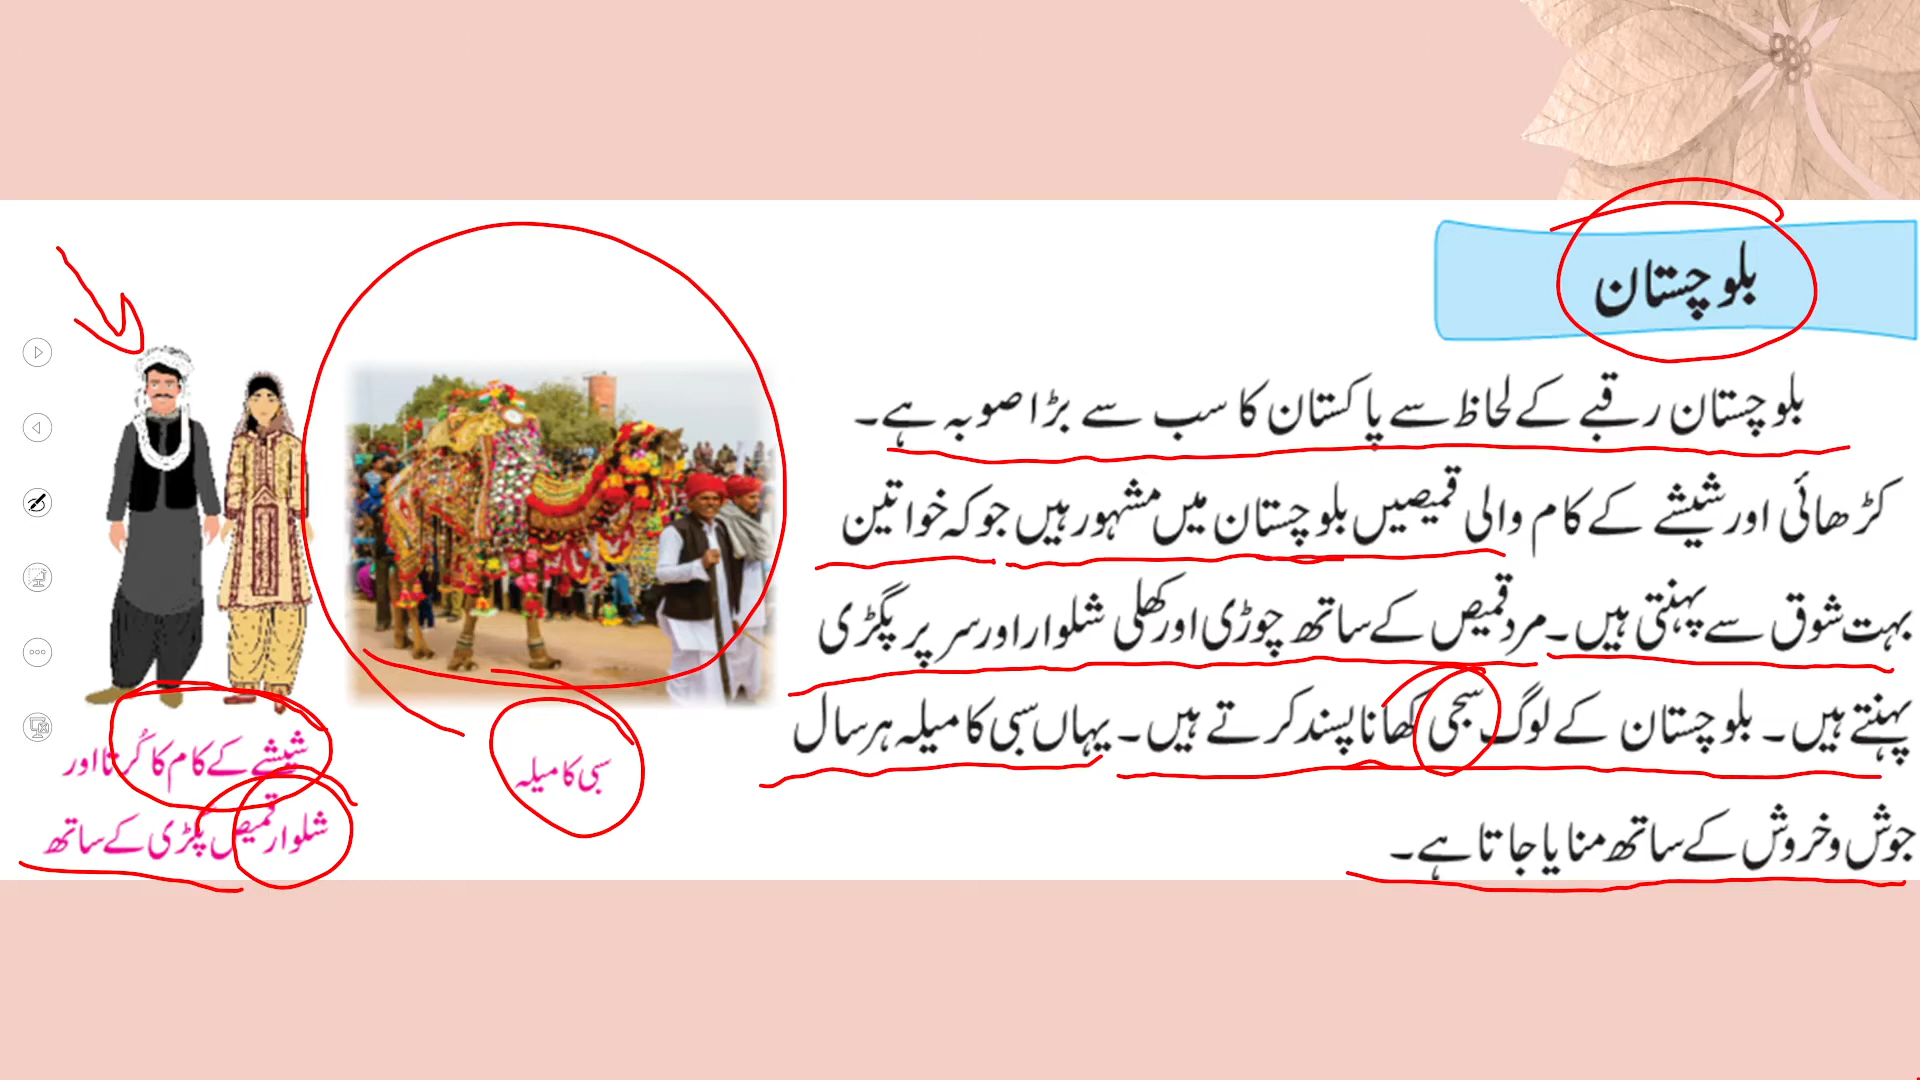 بلوچستان
بلوچستان رقبے کے لحاظ سے پاکستان کا سب سے بڑا صوبہ ہے۔
کڑھائی اور شیشے کے کام والی قمیصیں بلوچستان میں مشہور ہیں جو کہ خواتین
بہت شوق سے پہنتی ہیں۔ مرد قمیص کے ساتھ چوڑی اور کھلی شلوار اور سر پر پگڑی
پہنتے ہیں۔ بلوچستان کے لوگ سجی کھانا پسند کرتے ہیں۔ یہاں سبی کا میلہ ہر سال
جوش و خروش کے ساتھ منایا جاتا ہے۔
سبی کا میلہ
شیشے کے کام کا کُرتا اور
شلوار قمیص پگڑی کے ساتھ